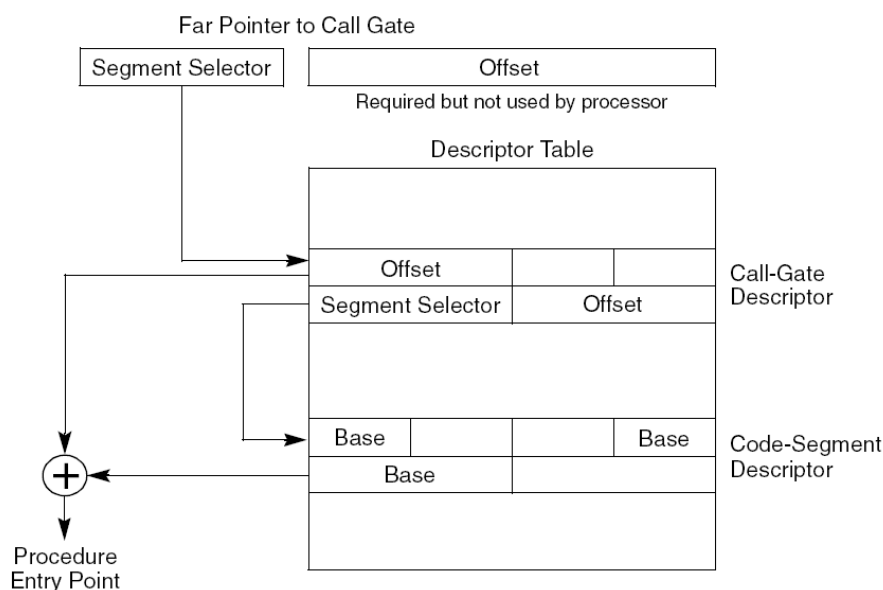 Far Pointer to Call Gate
Segment Selector
Offset
Required but not used by processor
Descriptor Table
Offset
Segment Selector
Offset
Call-Gate
Descriptor
Base
Base
Base
Code-Segment
Descriptor
+
Procedure
Entry Point